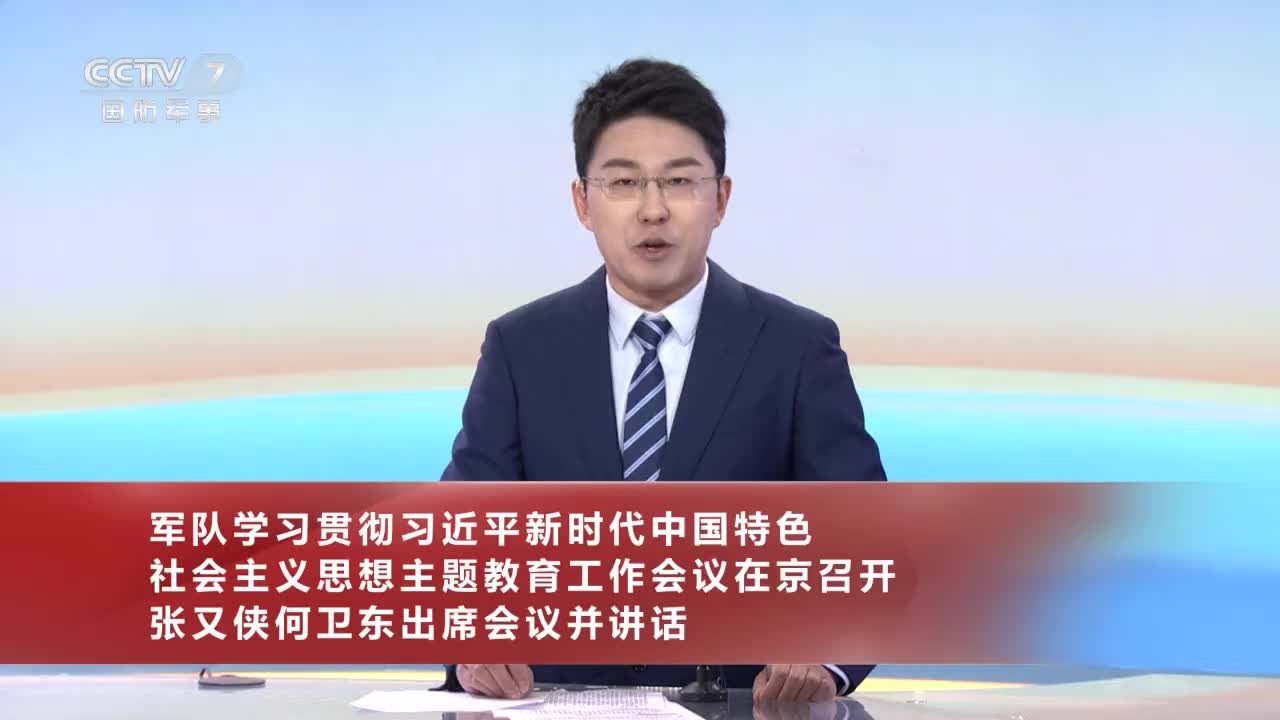 CCTV 7
国防军事
军队学习贯彻习近平新时代中国特色
社会主义思想主题教育工作会议在京召开
张又侠何卫东出席会议并讲话